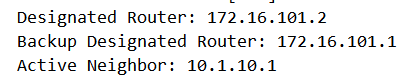 Designated Router: 172.16.101.2
Backup Designated Router: 172.16.101.1
Active Neighbor: 10.1.10.1